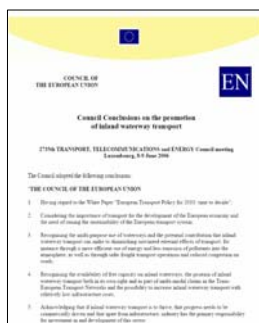 COUNCIL OF
THE EUROPEAN UNION
EN
Council Conclusions on the promotion
of inland waterway transport
2735th TRANSPORT, TELECOMMUNICATIONS and ENERGY Council meeting
Luxembourg, 8-9 June 2006
The Council adopted the following conclusions:
"THE COUNCIL OF THE EUROPEAN UNION
1. Having regard to the White Paper "European Transport Policy for 2010: time to decide";
2. Considering the importance of transport for the development of the European economy and
the need of ensuring the sustainability of the European transport system;
3. Recognising the multi-purpose use of waterways and the potential contribution that inland
waterway transport can make to diminishing unwanted external effects of transport, for
instance through a more efficient use of energy and less emission of pollutants into the
atmosphere, as well as through safer freight transport operations and reduced congestion on
roads;
4. Recognising the availability of free capacity on inland waterways, the position of inland
waterway transport both in its own right and as part of multi-modal chains in the Trans-
European Transport Networks and the possibility to increase inland waterway transport with
relatively low infrastructure costs;
5. Acknowledging that if inland waterway transport is to thrive, that progress needs to be
commercially driven and that apart from infrastructure, industry has the primary responsibility
for investment in and development of this sector